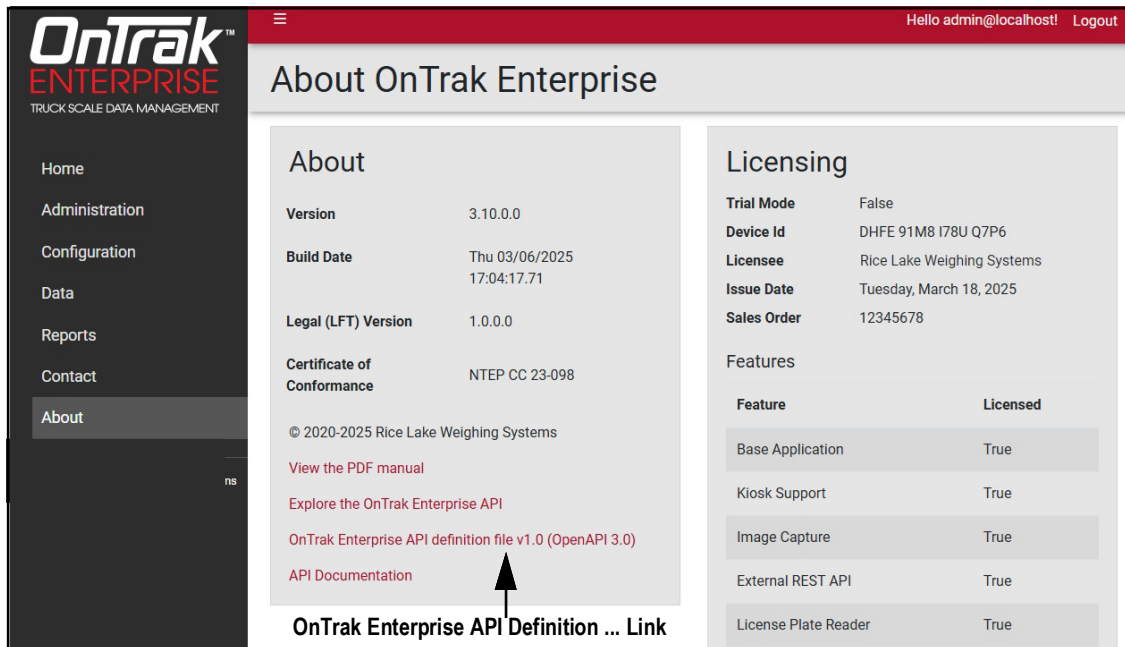 OnTrak™
ENTERPRISE
TRUCK SCALE DATA MANAGEMENT
Home
Administration
Configuration
Data
Reports
Contact
About
ns
Hello admin@localhost! Logout
About OnTrak Enterprise
About
Version 3.10.0.0
Build Date Thu 03/06/2025
17:04:17.71
Legal (LFT) Version 1.0.0.0
Certificate of
Conformance NTEP CC 23-098
© 2020-2025 Rice Lake Weighing Systems
View the PDF manual
Explore the OnTrak Enterprise API
OnTrak Enterprise API definition file v1.0 (OpenAPI 3.0)
API Documentation
OnTrak Enterprise API Definition ... Link
Licensing
Trial Mode False
Device Id DHFE 91M8 I78U Q7P6
Licensee Rice Lake Weighing Systems
Issue Date Tuesday, March 18, 2025
Sales Order 12345678
Features
Feature Licensed
Base Application True
Kiosk Support True
Image Capture True
External REST API True
License Plate Reader True